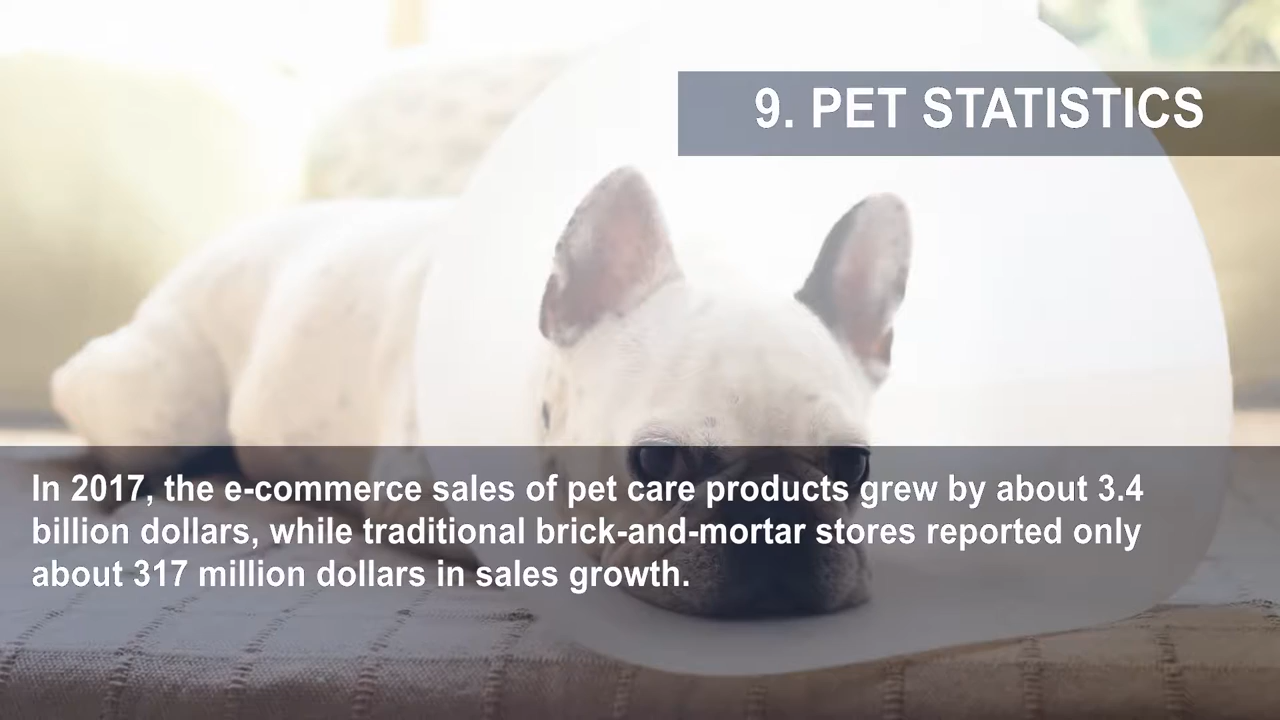 9. PET STATISTICS
In 2017, the e-commerce sales of pet care products grew by about 3.4
billion dollars, while traditional brick-and-mortar stores reported only
about 317 million dollars in sales growth.